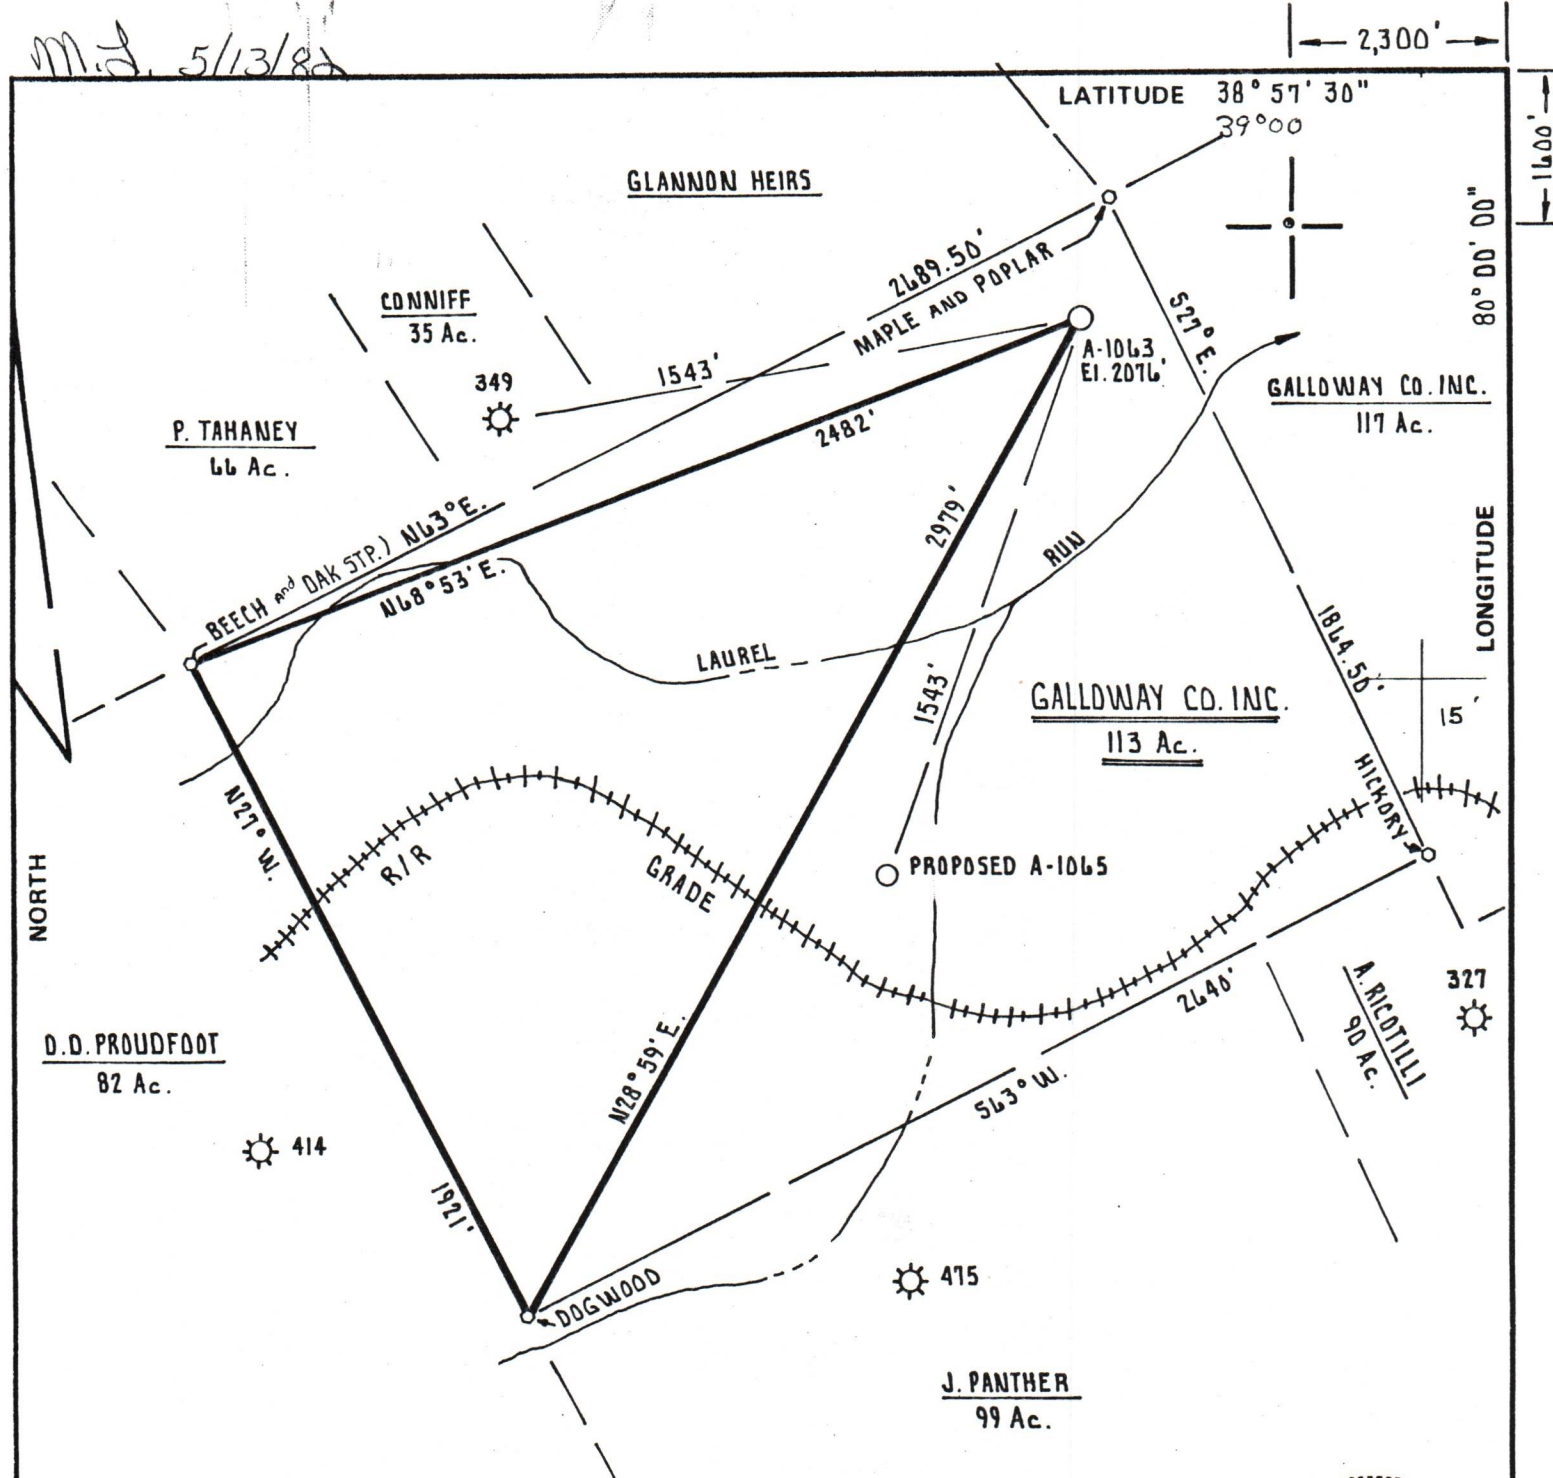 M.L. 5/13/82
2,300'
LATITUDE 38° 57' 30"
39°00
1600'
GLANNON HEIRS
80° 00' 00"
2689.50'
MAPLE AND POPLAR
CONNIFF
35 Ac.
S27° E.
349
1543'
A-1063
El. 2076'
GALLOWAY CO. INC.
117 Ac.
P. TAHANEY
66 Ac.
2482'
BEECH and OAK STP.) N63° E.
2979'
RUN
N68° 53' E.
LONGITUDE
LAUREL
1864.50'
1543'
GALLOWAY CO. INC.
113 Ac.
15'
N27° W.
HICKORY
R/R
GRADE
PROPOSED A-1065
NORTH
A. RICOTILLI
90 Ac.
327
2640'
D.D. PROUDFOOT
82 Ac.
N28° 59' E.
S63° W.
414
1921'
DOGWOOD
475
J. PANTHER
99 Ac.